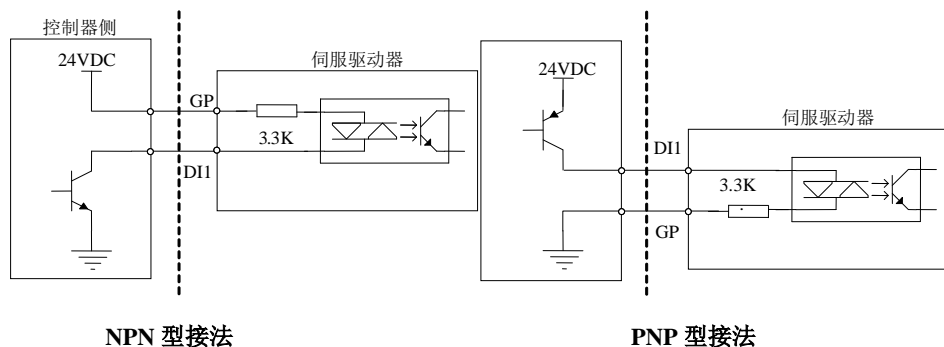 控制器侧
24VDC
GP
伺服驱动器
3.3K
DI1
NPN 型接法
24VDC
DI1
伺服驱动器
3.3K
GP
PNP 型接法